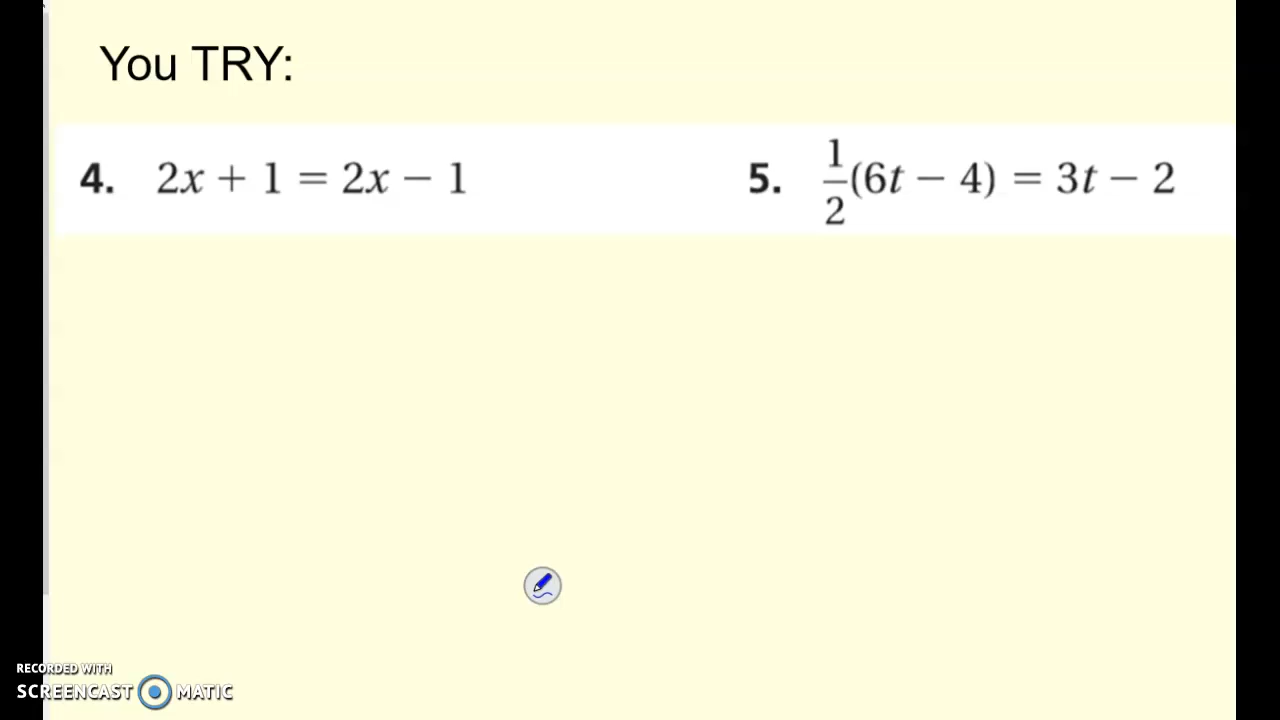 You TRY:
4. 2x + 1 = 2x − 1
5. 1/2(6t − 4) = 3t − 2
RECORDED WITH
SCREENCAST MATIC